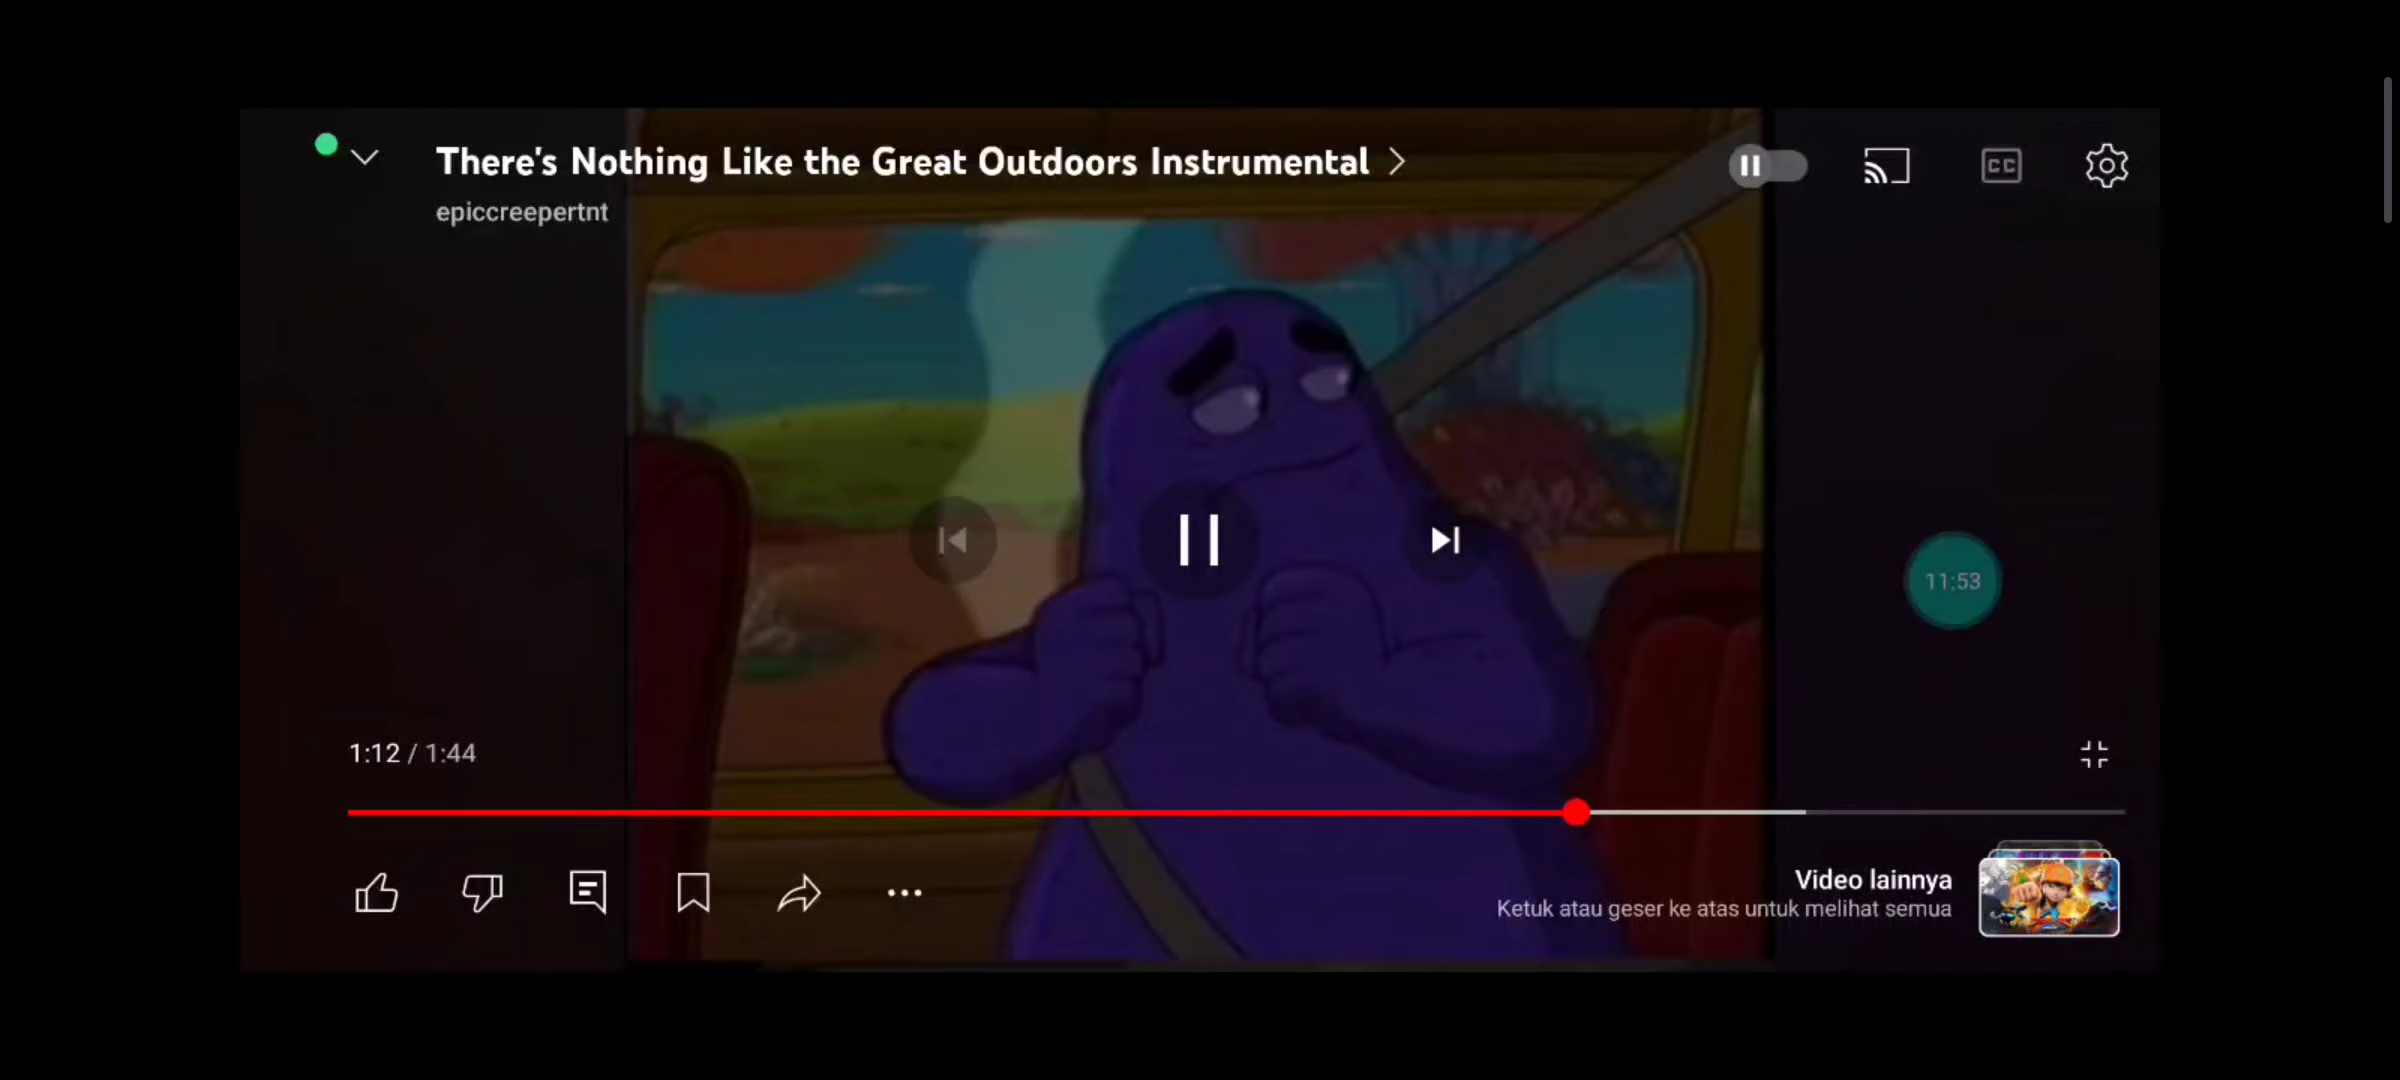 There's Nothing Like the Great Outdoors Instrumental
epiccreepertnt
CC
11:53
1:12 / 1:44
Video lainnya
Ketuk atau geser ke atas untuk melihat semua